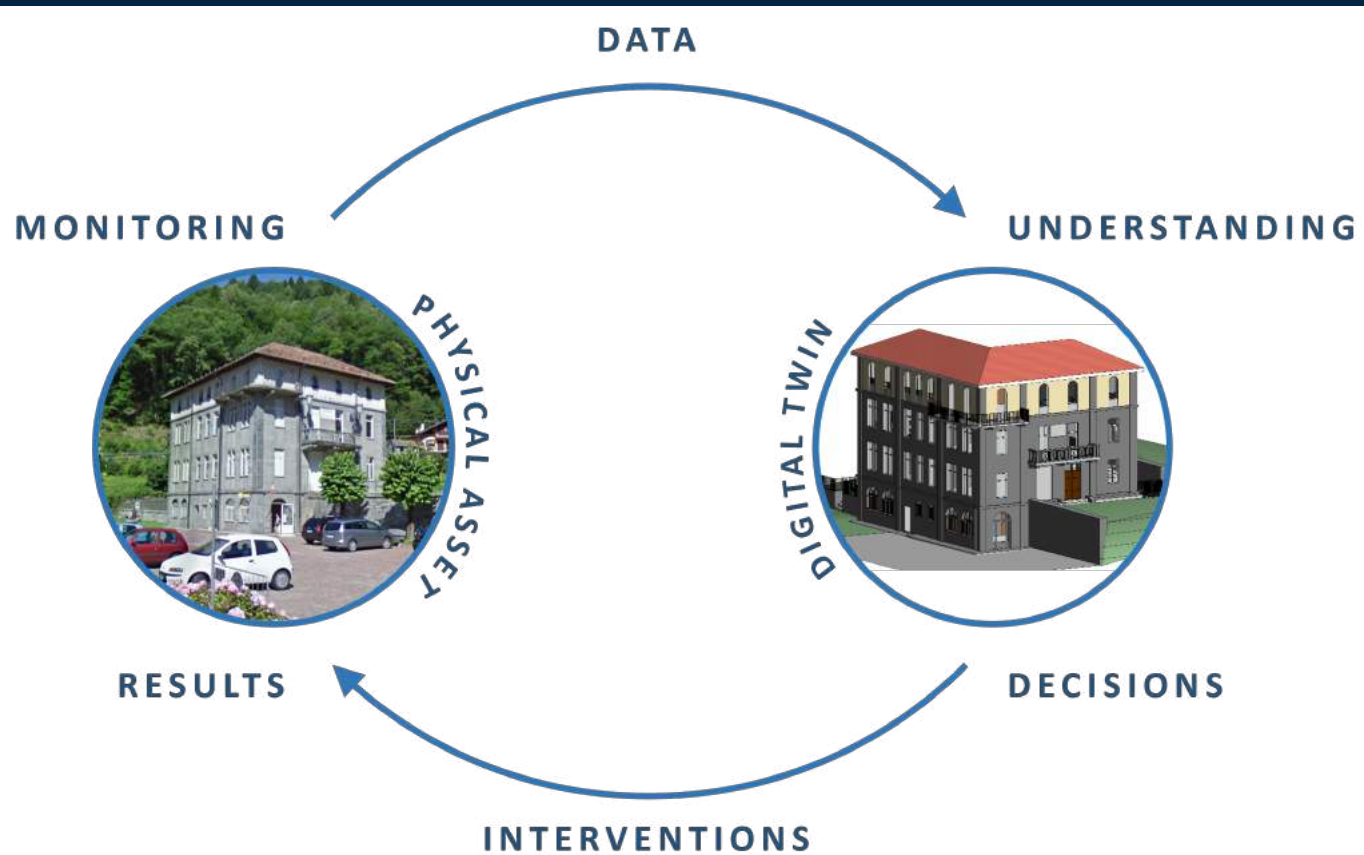 DATA
MONITORING
UNDERSTANDING
PHYSICAL ASSET
DIGITAL TWIN
RESULTS
DECISIONS
INTERVENTIONS